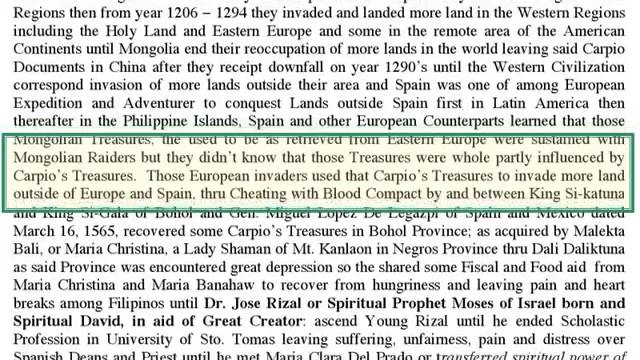 Regions then from year 1206 – 1294 they invaded and landed more land in the Western Regions
including the Holy Land and Eastern Europe and some in the remote area of the American
Continents until Mongolia end their reoccupation of more lands in the world leaving said Carpio
Documents in China after they receipt downfall on year 1290's until the Western Civilization
correspond invasion of more lands outside their area and Spain was one of among European
Expedition and Adventurer to conquest Lands outside Spain first in Latin America then
thereafter in the Philippine Islands, Spain and other European Counterparts learned that those
Mongolian Treasures, the used to be as retrieved from Eastern Europe were sustained with
Mongolian Raiders but they didn't know that those Treasures were whole partly influenced by
Carpio's Treasures. Those European invaders used that Carpio's Treasures to invade more land
outside of Europe and Spain, thru Cheating with Blood Compact by and between King Si-katuna
and King Si-Gala of Bohol and Gen. Miguel Lopez De Legazpi of Spain and Mexico dated
March 16, 1565, recovered some Carpio's Treasures in Bohol Province; as acquired by Malekta
Bali, or Maria Christina, a Lady Shaman of Mt. Kanlaon in Negros Province thru Dali Daliktuna
as said Province was encountered great depression so the shared some Fiscal and Food aid from
Maria Christina and Maria Banahaw to recover from hungriness and leaving pain and heart
breaks among Filipinos until Dr. Jose Rizal or Spiritual Prophet Moses of Israel born and
Spiritual David, in aid of Great Creator: ascend Young Rizal until he ended Scholastic
Profession in University of Sto. Tomas leaving suffering, unfairness, pain and distress over
Spanish Deans and Priest until he met Maria Clara Del Prado or transferred spiritual power of